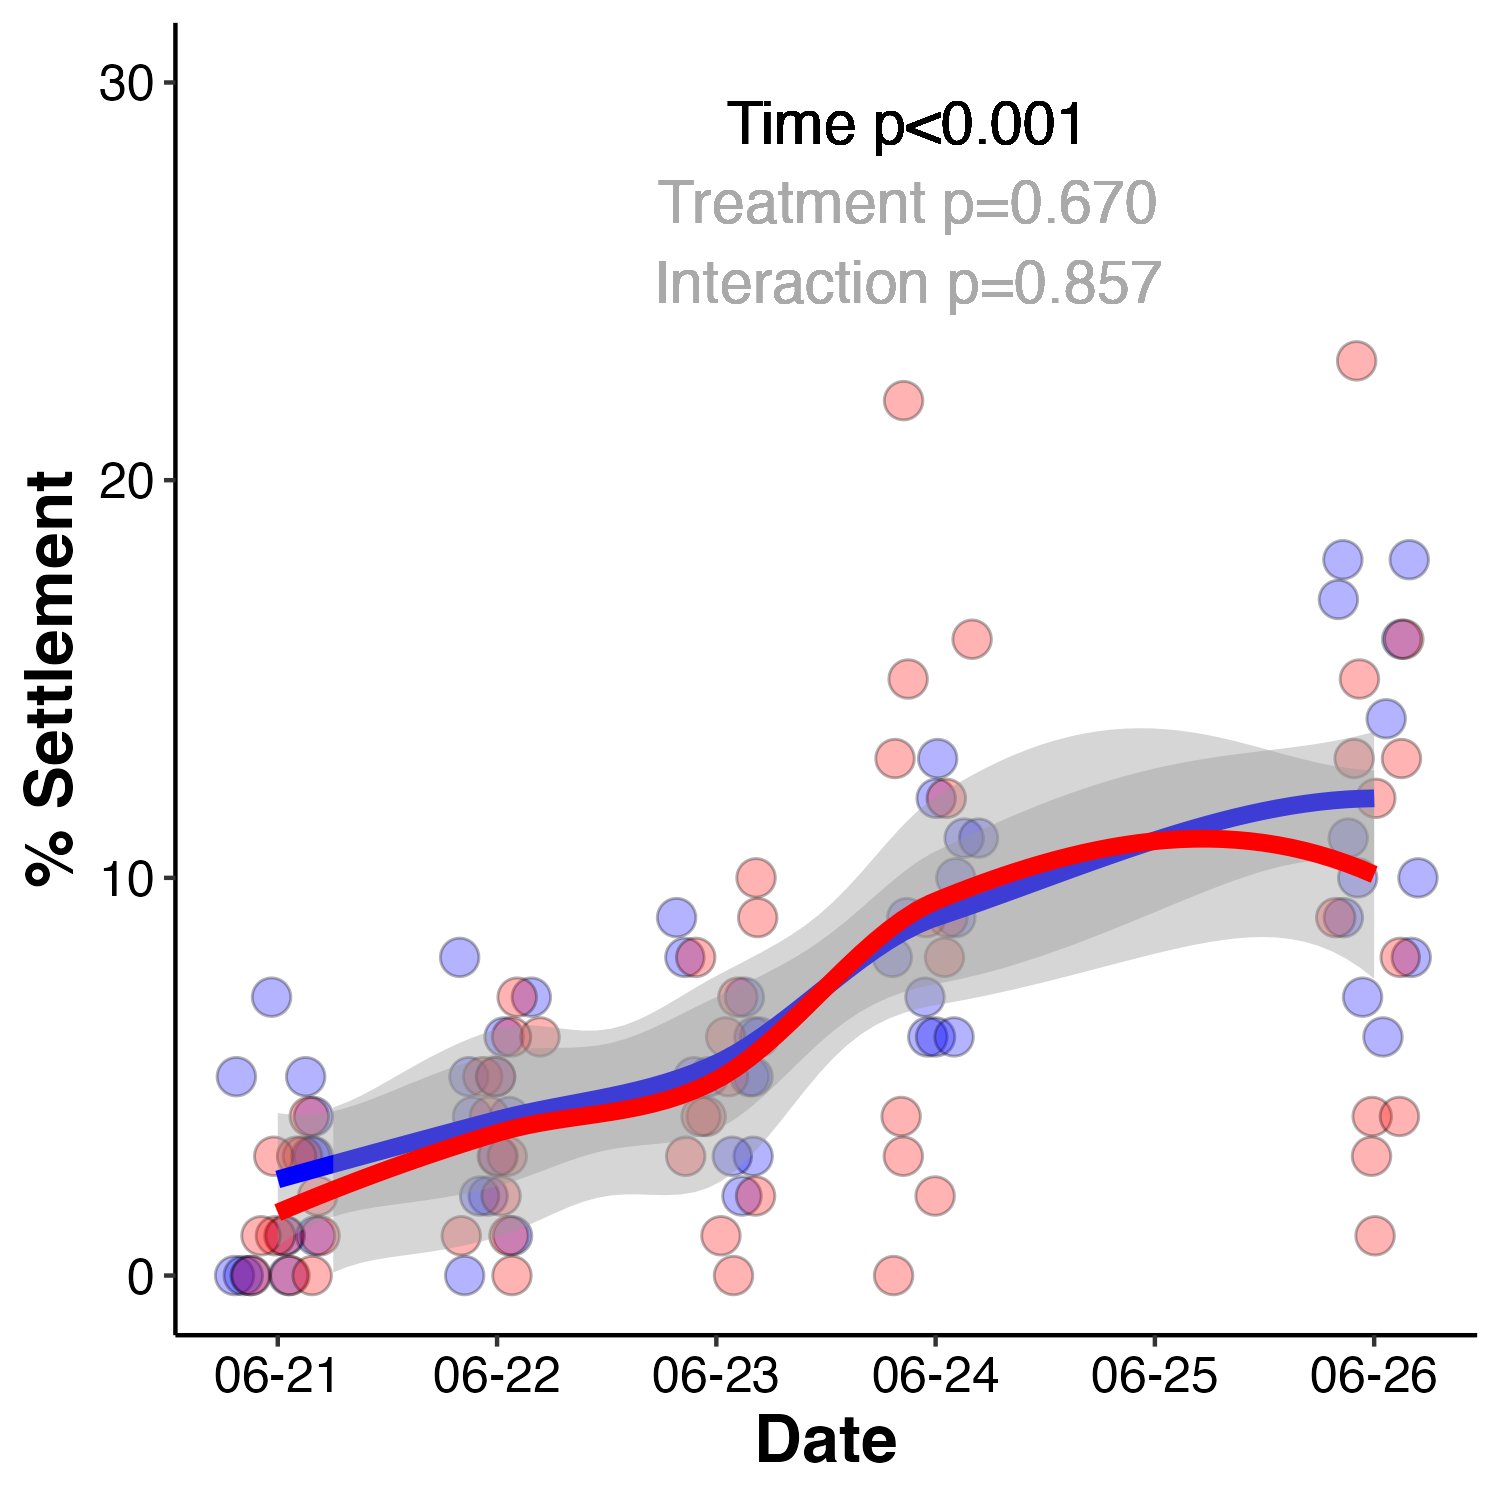 Time p<0.001
Treatment p=0.670
Interaction p=0.857
% Settlement
30
20
10
0
06-21 06-22 06-23 06-24 06-25 06-26
Date